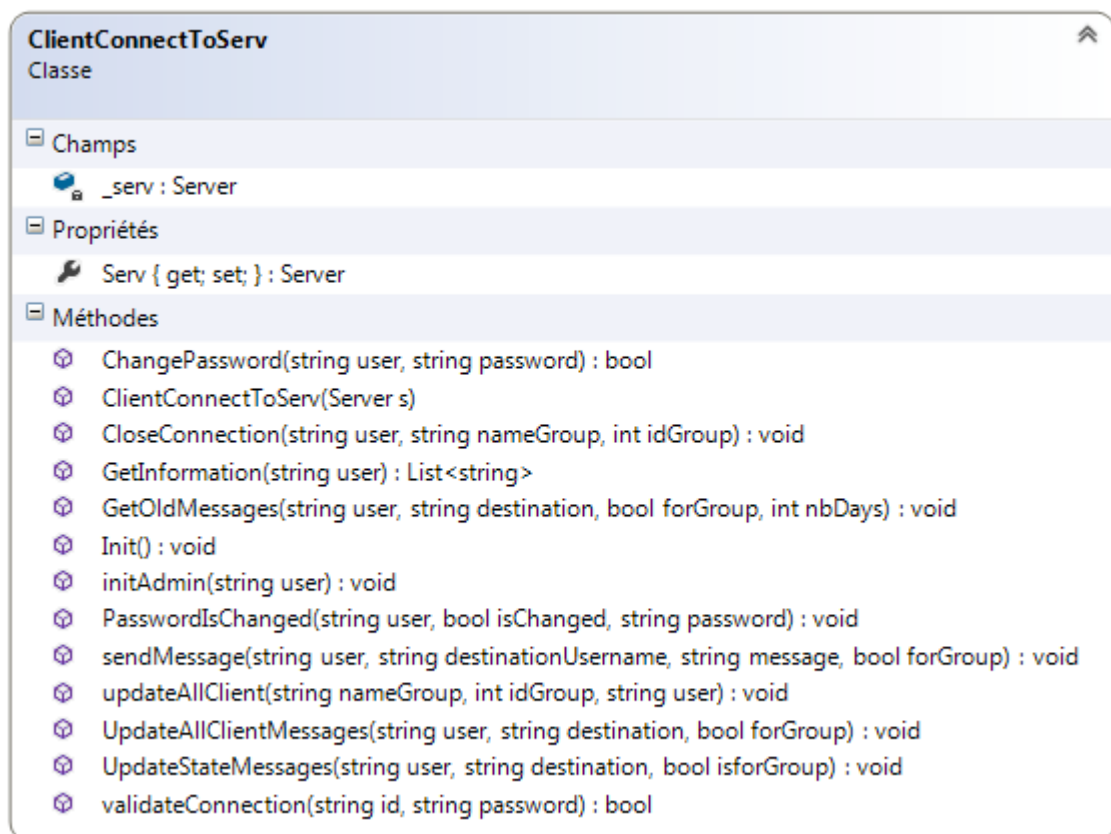 ClientConnectToServ
Classe
Champs
_serv : Server
Propriétés
Serv { get; set; } : Server
Méthodes
ChangePassword(string user, string password) : bool
ClientConnectToServ(Server s)
CloseConnection(string user, string nameGroup, int idGroup) : void
GetInformation(string user) : List<string>
GetOldMessages(string user, string destination, bool forGroup, int nbDays) : void
Init() : void
initAdmin(string user) : void
PasswordIsChanged(string user, bool isChanged, string password) : void
sendMessage(string user, string destinationUsername, string message, bool forGroup) : void
updateAllClient(string nameGroup, int idGroup, string user) : void
UpdateAllClientMessages(string user, string destination, bool forGroup) : void
UpdateStateMessages(string user, string destination, bool isforGroup) : void
validateConnection(string id, string password) : bool